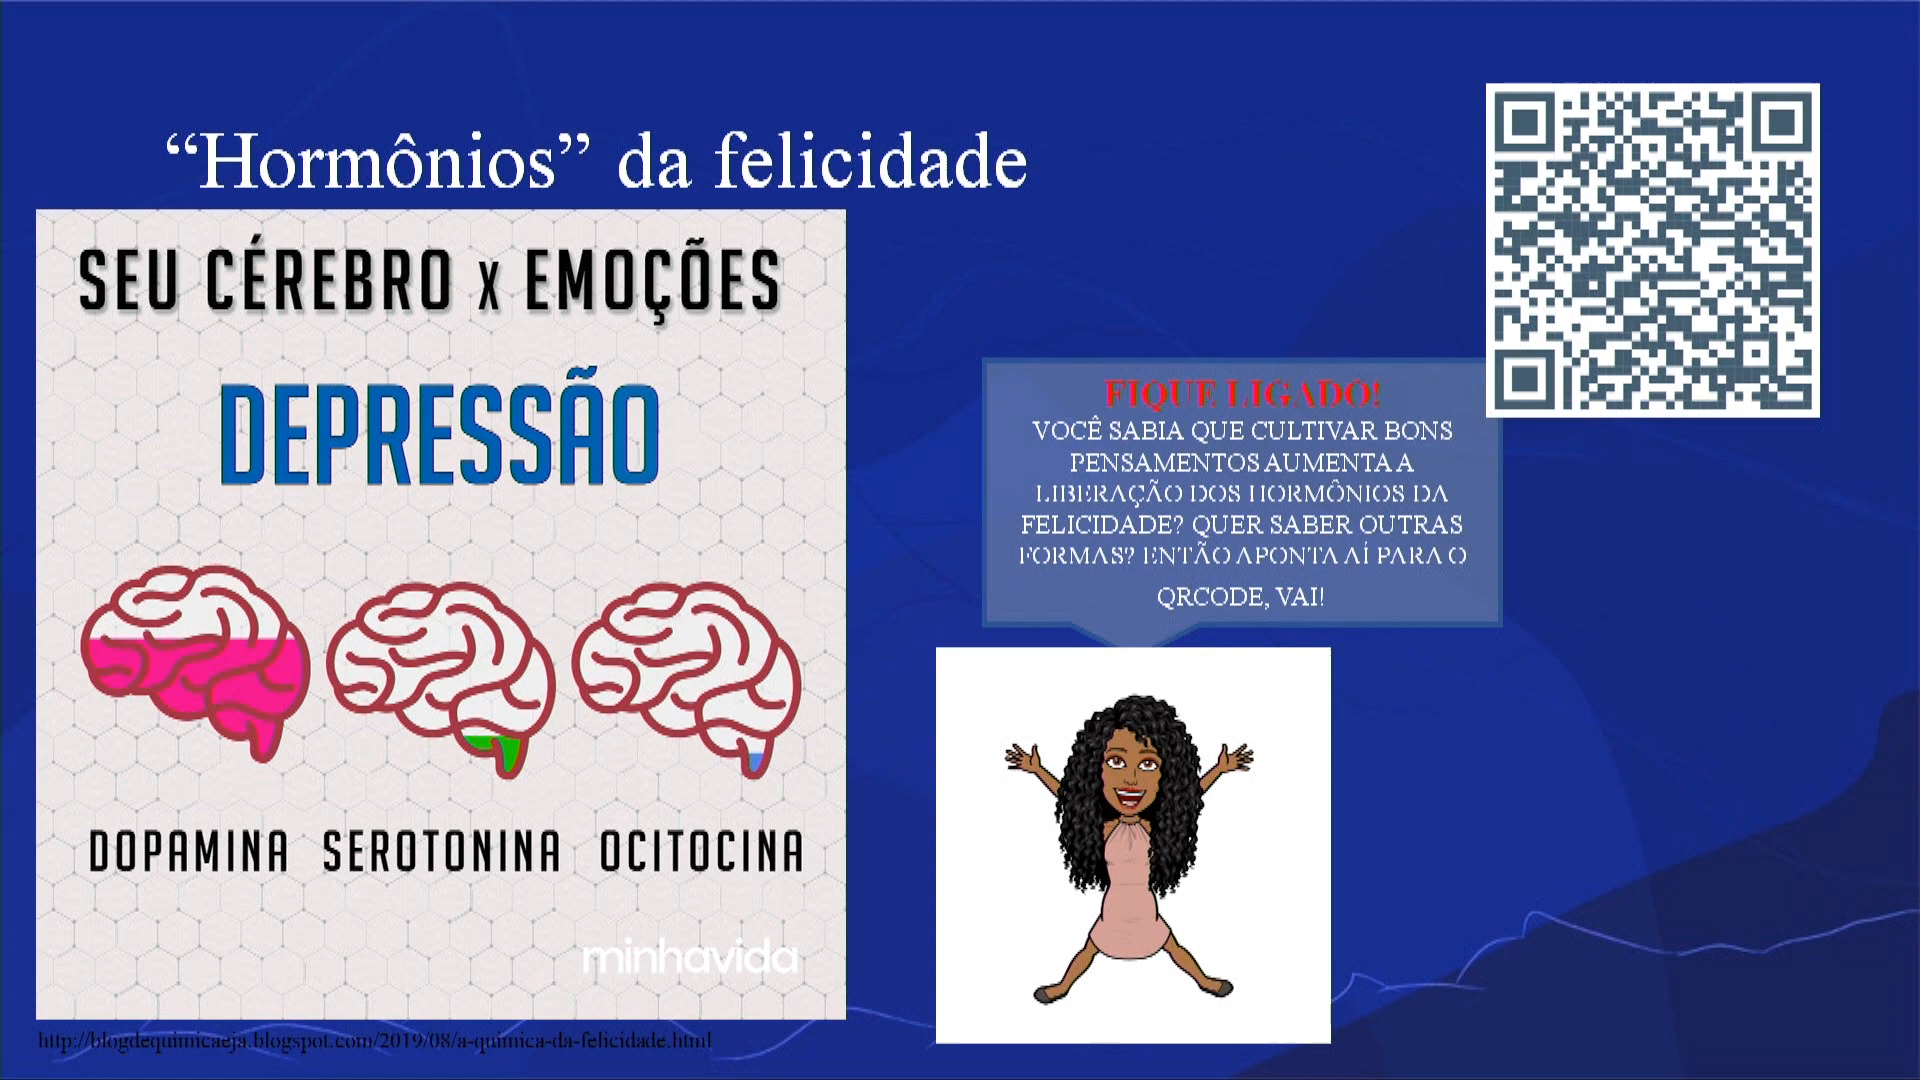 “Hormônios” da felicidade
SEU CÉREBRO X EMOÇÕES
DEPRESSÃO
DOPAMINA SEROTONINA OCITOCINA
minhavida
http://blogdequimicaeja.blogspot.com/2019/08/a-quimica-da-felicidade.html
FIQUE LIGADO!
VOCÊ SABIA QUE CULTIVAR BONS
PENSAMENTOS AUMENTA A
LIBERAÇÃO DOS HORMÔNIOS DA
FELICIDADE? QUER SABER OUTRAS
FORMAS? ENTÃO APONTA AÍ PARA O
QRCODE, VAI!